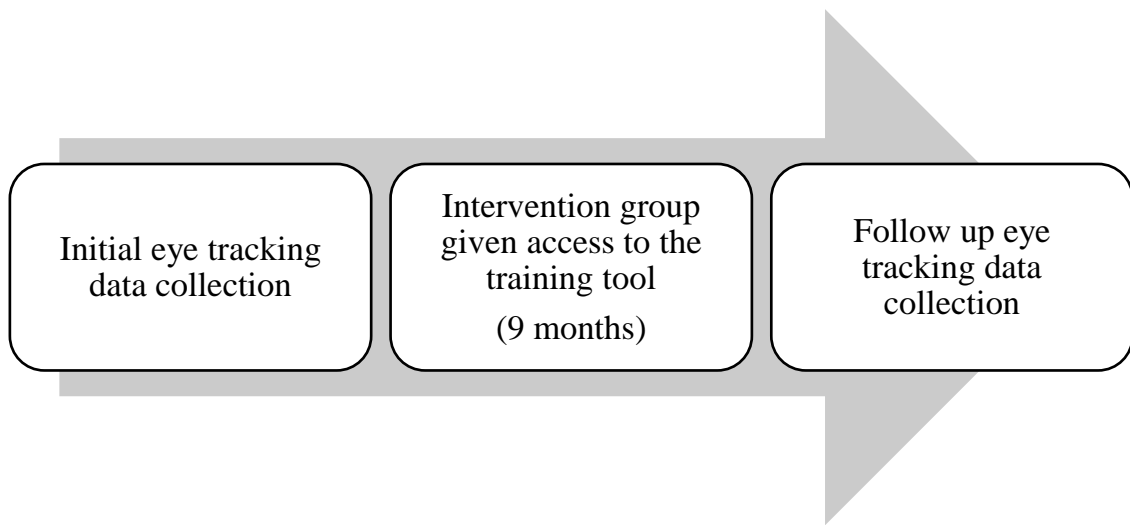 Initial eye tracking
data collection
Intervention group
given access to the
training tool
(9 months)
Follow up eye
tracking data
collection